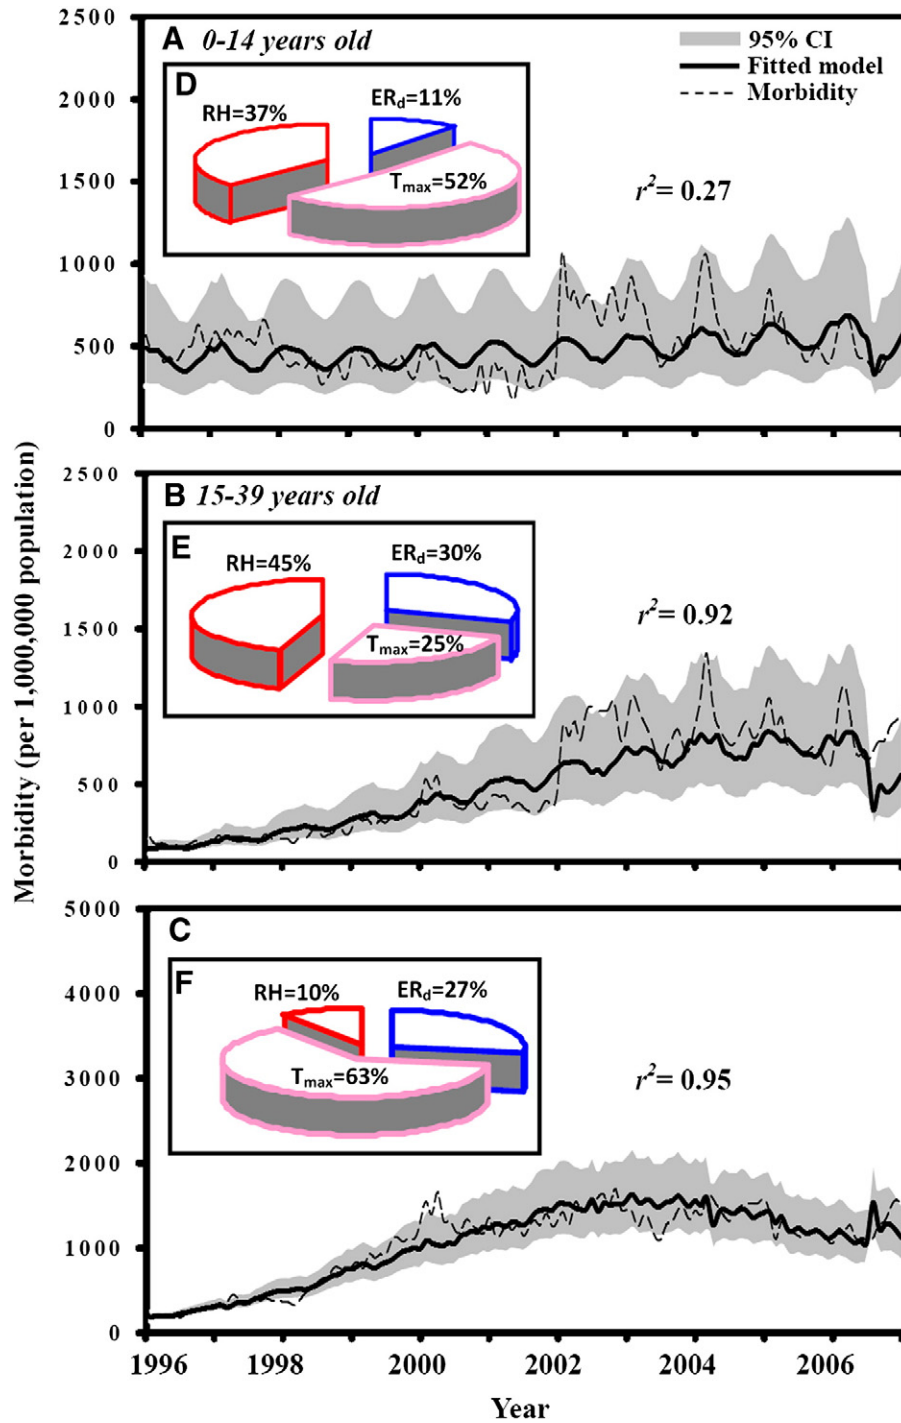 Morbidity (per 1,000,000 population)
2500
2000
1500
1000
500
0
A 0-14 years old
95% CI
Fitted model
Morbidity
D
RH=37%
ERd=11%
Tmax=52%
r²= 0.27
2500
2000
1500
1000
500
0
B 15-39 years old
E
RH=45%
ERd=30%
Tmax=25%
r²= 0.92
5000
4000
3000
2000
1000
0
C
F
RH=10%
ERd=27%
Tmax=63%
r²= 0.95
1996 1998 2000 2002 2004 2006
Year